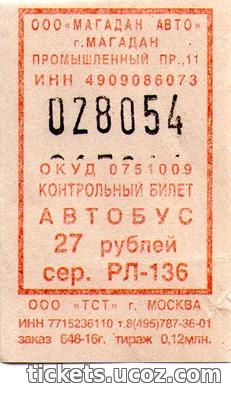 ООО «МАГАДАН АВТО»
г.МАГАДАН
ПРОМЫШЛЕННЫЙ ПР.,11
ИНН 4909086073
028054
ОКУД 0751009
КОНТРОЛЬНЫЙ БИЛЕТ
АВТОБУС
27 рублей
сер. РЛ-136
ООО «ТСТ» г. МОСКВА
ИНН 7715236110 т.8(495)787-36-01
заказ 648-16г. тираж 0,12млн.
www.tickets.ucoz.com